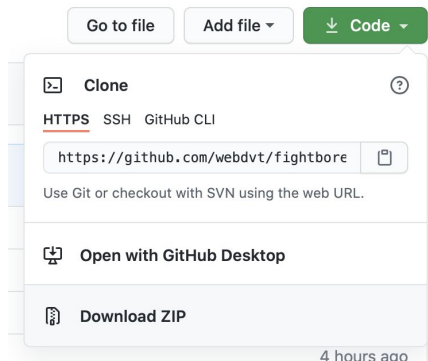 Go to file Add file Code
Clone
HTTPS SSH GitHub CLI
https://github.com/webdvt/fightbore
Use Git or checkout with SVN using the web URL.
Open with GitHub Desktop
Download ZIP
4 hours ago